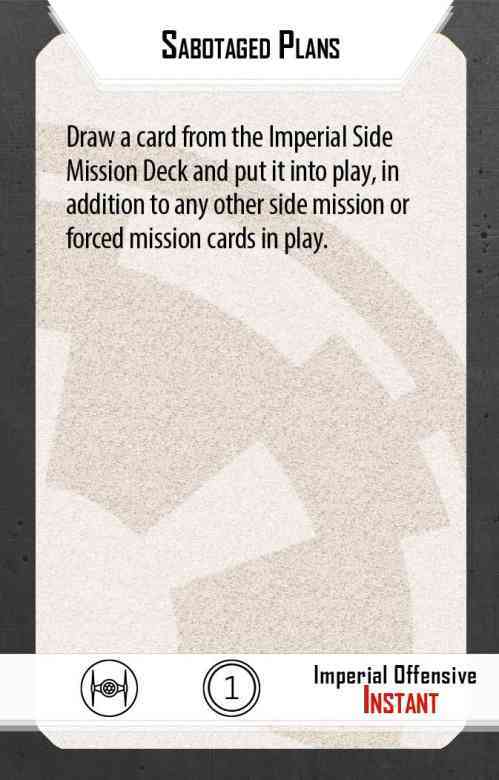 Sabotaged Plans
Draw a card from the Imperial Side
Mission Deck and put it into play, in
addition to any other side mission or
forced mission cards in play.
1
Imperial Offensive
Instant